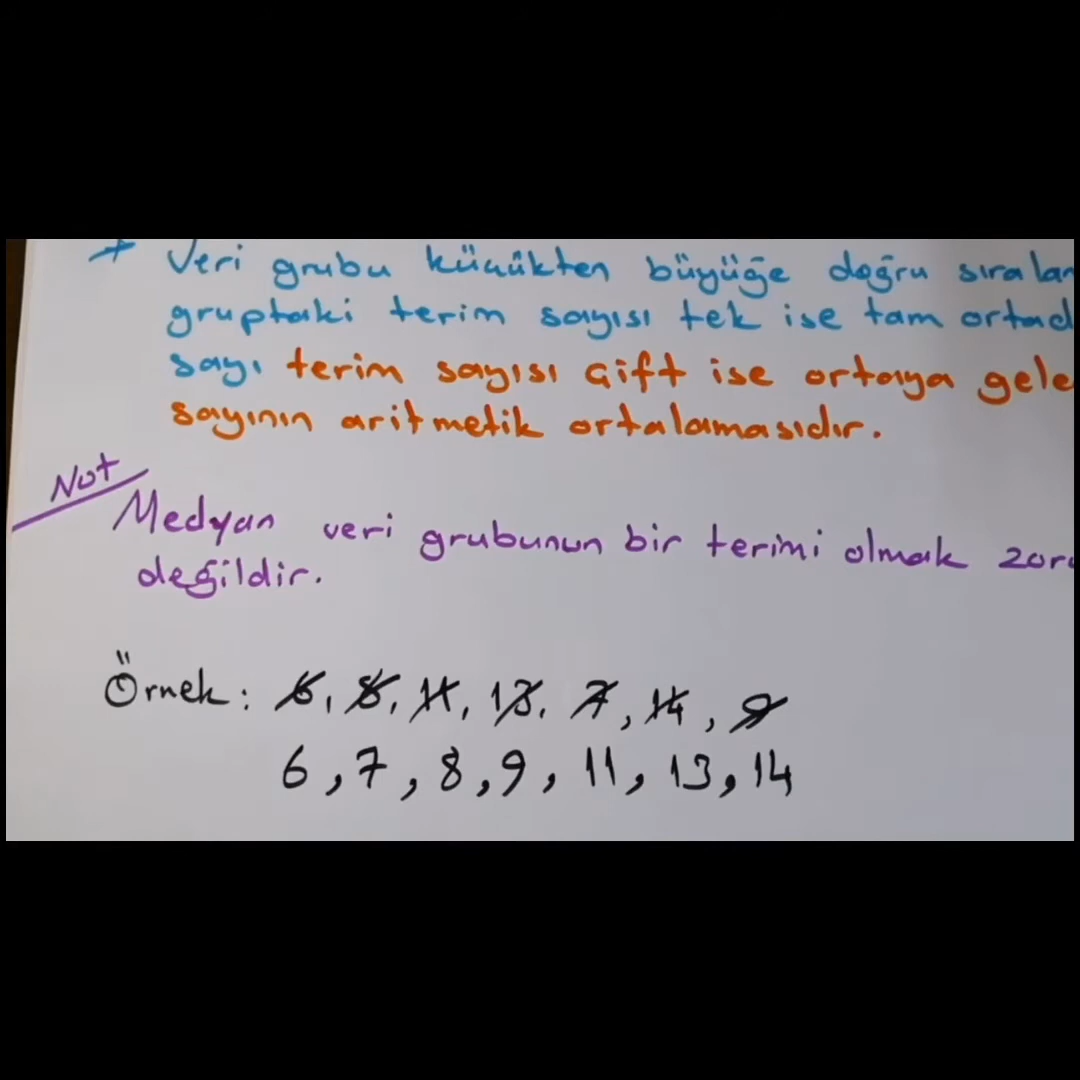 * Veri grubu küçükten büyüğe doğru sıralan
gruptaki terim sayısı tek ise tam ortad
sayı terim sayısı çift ise ortaya gele
sayının aritmetik ortalamasıdır.
Not
Medyan veri grubunun bir terimi olmak zoru
değildir.
Örnek: 6, 8, 11, 13, 7, 14, 9
6, 7, 8, 9, 11, 13, 14